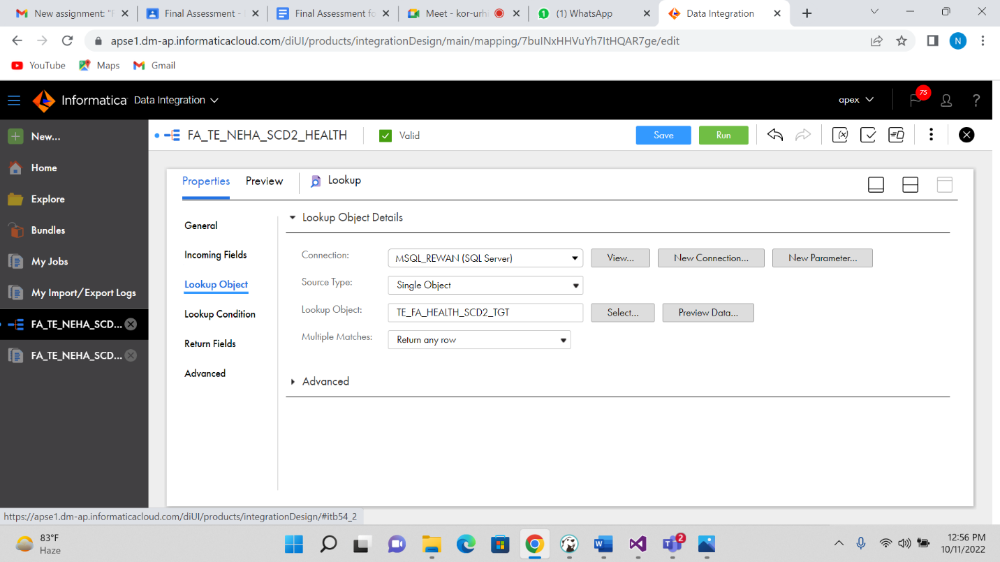 New assignment: "F
Final Assessment -
Final Assessment fo
Meet - kor-urh
(1) WhatsApp
Data Integration
apse1.dm-ap.informaticacloud.com/diUI/products/integrationDesign/main/mapping/7buINxHHVuYh7ItHQAR7ge/edit
N
YouTube
Maps
Gmail
Informatica Data Integration
apex
75
?
New...
Home
Explore
Bundles
My Jobs
My Import/Export Logs
FA_TE_NEHA_SCD...
FA_TE_NEHA_SCD...
FA_TE_NEHA_SCD2_HEALTH
Valid
Save
Run
Properties
Preview
Lookup
General
Incoming Fields
Lookup Object
Lookup Condition
Return Fields
Advanced
Lookup Object Details
Connection: MSQL_REWAN (SQL Server) View... New Connection... New Parameter...
Source Type: Single Object
Lookup Object: TE_FA_HEALTH_SCD2_TGT Select... Preview Data...
Multiple Matches: Return any row
Advanced
https://apse1.dm-ap.informaticacloud.com/diUI/products/integrationDesign/#itb54_2
83°F
Haze
2
12:56 PM
10/11/2022